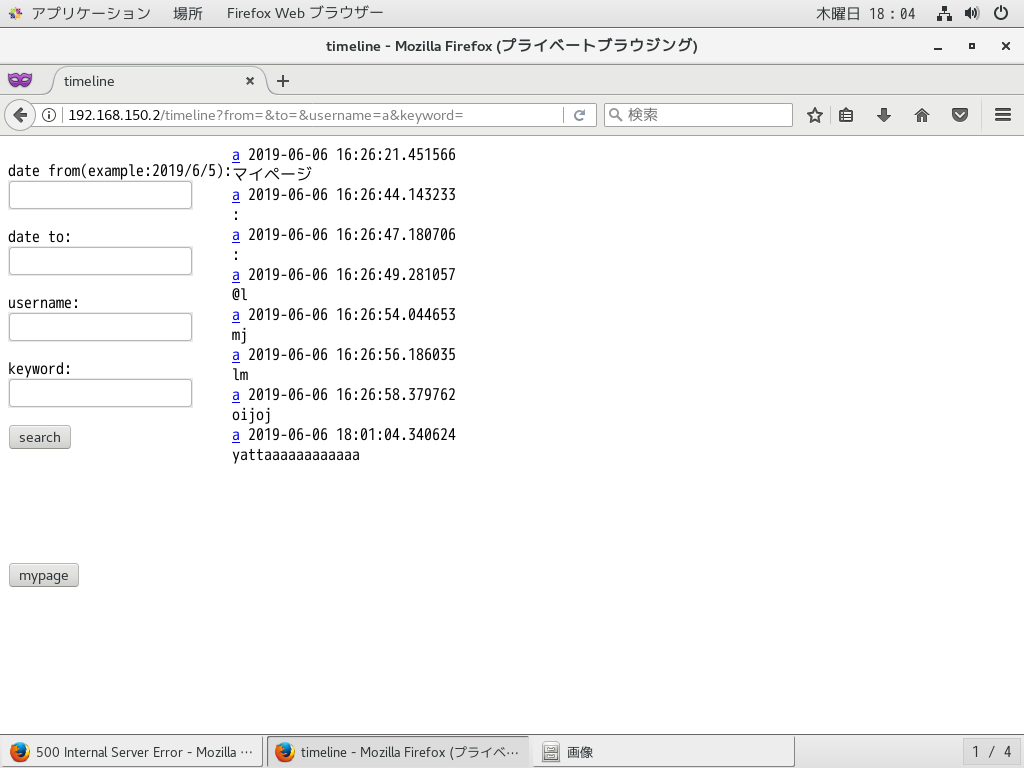 アプリケーション 場所 Firefox Web ブラウザー 木曜日 18：04
timeline - Mozilla Firefox (プライベートブラウジング)
timeline
192.168.150.2/timeline?from=&to=&username=a&keyword= 検索
date from(example:2019/6/5):
date to:
username:
keyword:
search
mypage
a 2019-06-06 16:26:21.451566
マイページ
a 2019-06-06 16:26:44.143233
:
a 2019-06-06 16:26:47.180706
:
a 2019-06-06 16:26:49.281057
@l
a 2019-06-06 16:26:54.044653
mj
a 2019-06-06 16:26:56.186035
lm
a 2019-06-06 16:26:58.379762
oijoj
a 2019-06-06 18:01:04.340624
yattaaaaaaaaaaaa
500 Internal Server Error - Mozilla … timeline - Mozilla Firefox (プライベ… 画像 1 / 4